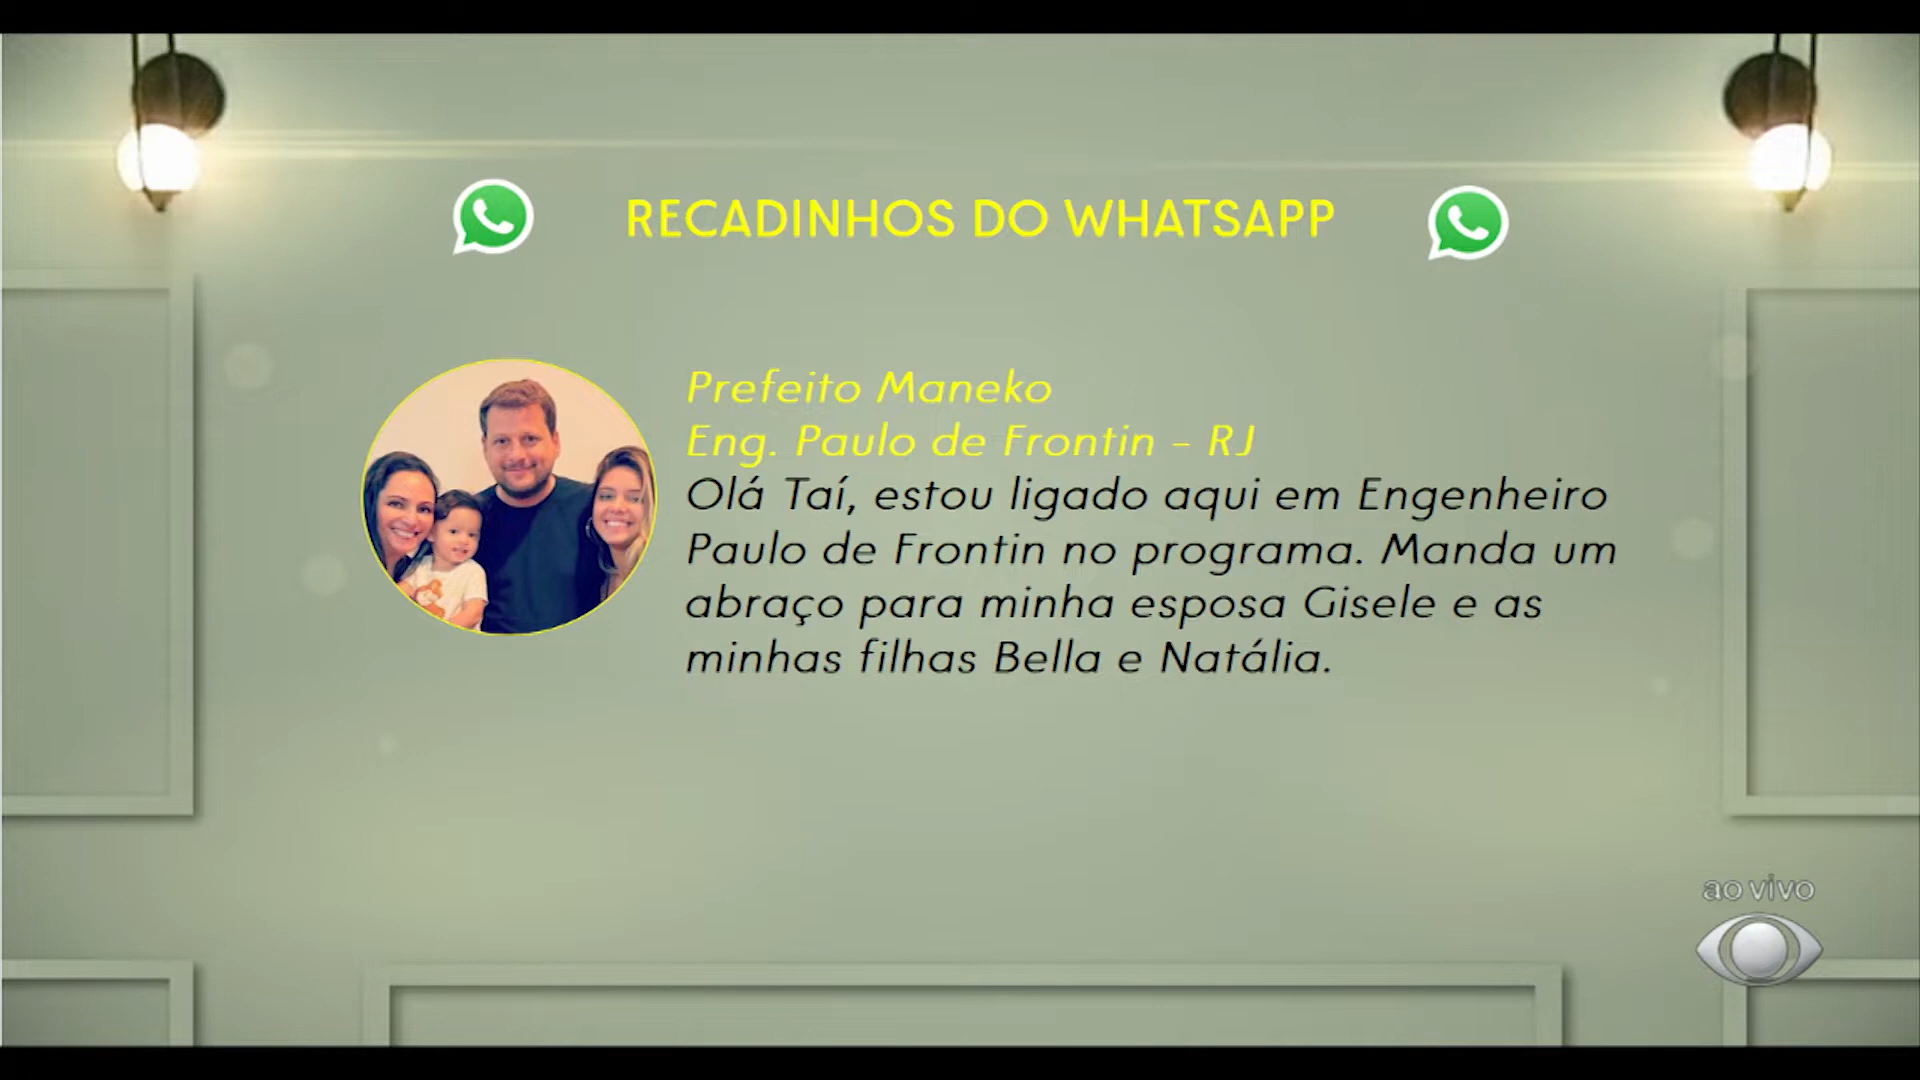 RECADINHOS DO WHATSAPP
Prefeito Maneko
Eng. Paulo de Frontin - RJ
Olá Taí, estou ligado aqui em Engenheiro
Paulo de Frontin no programa. Manda um
abraço para minha esposa Gisele e as
minhas filhas Bella e Natália.
ao vivo